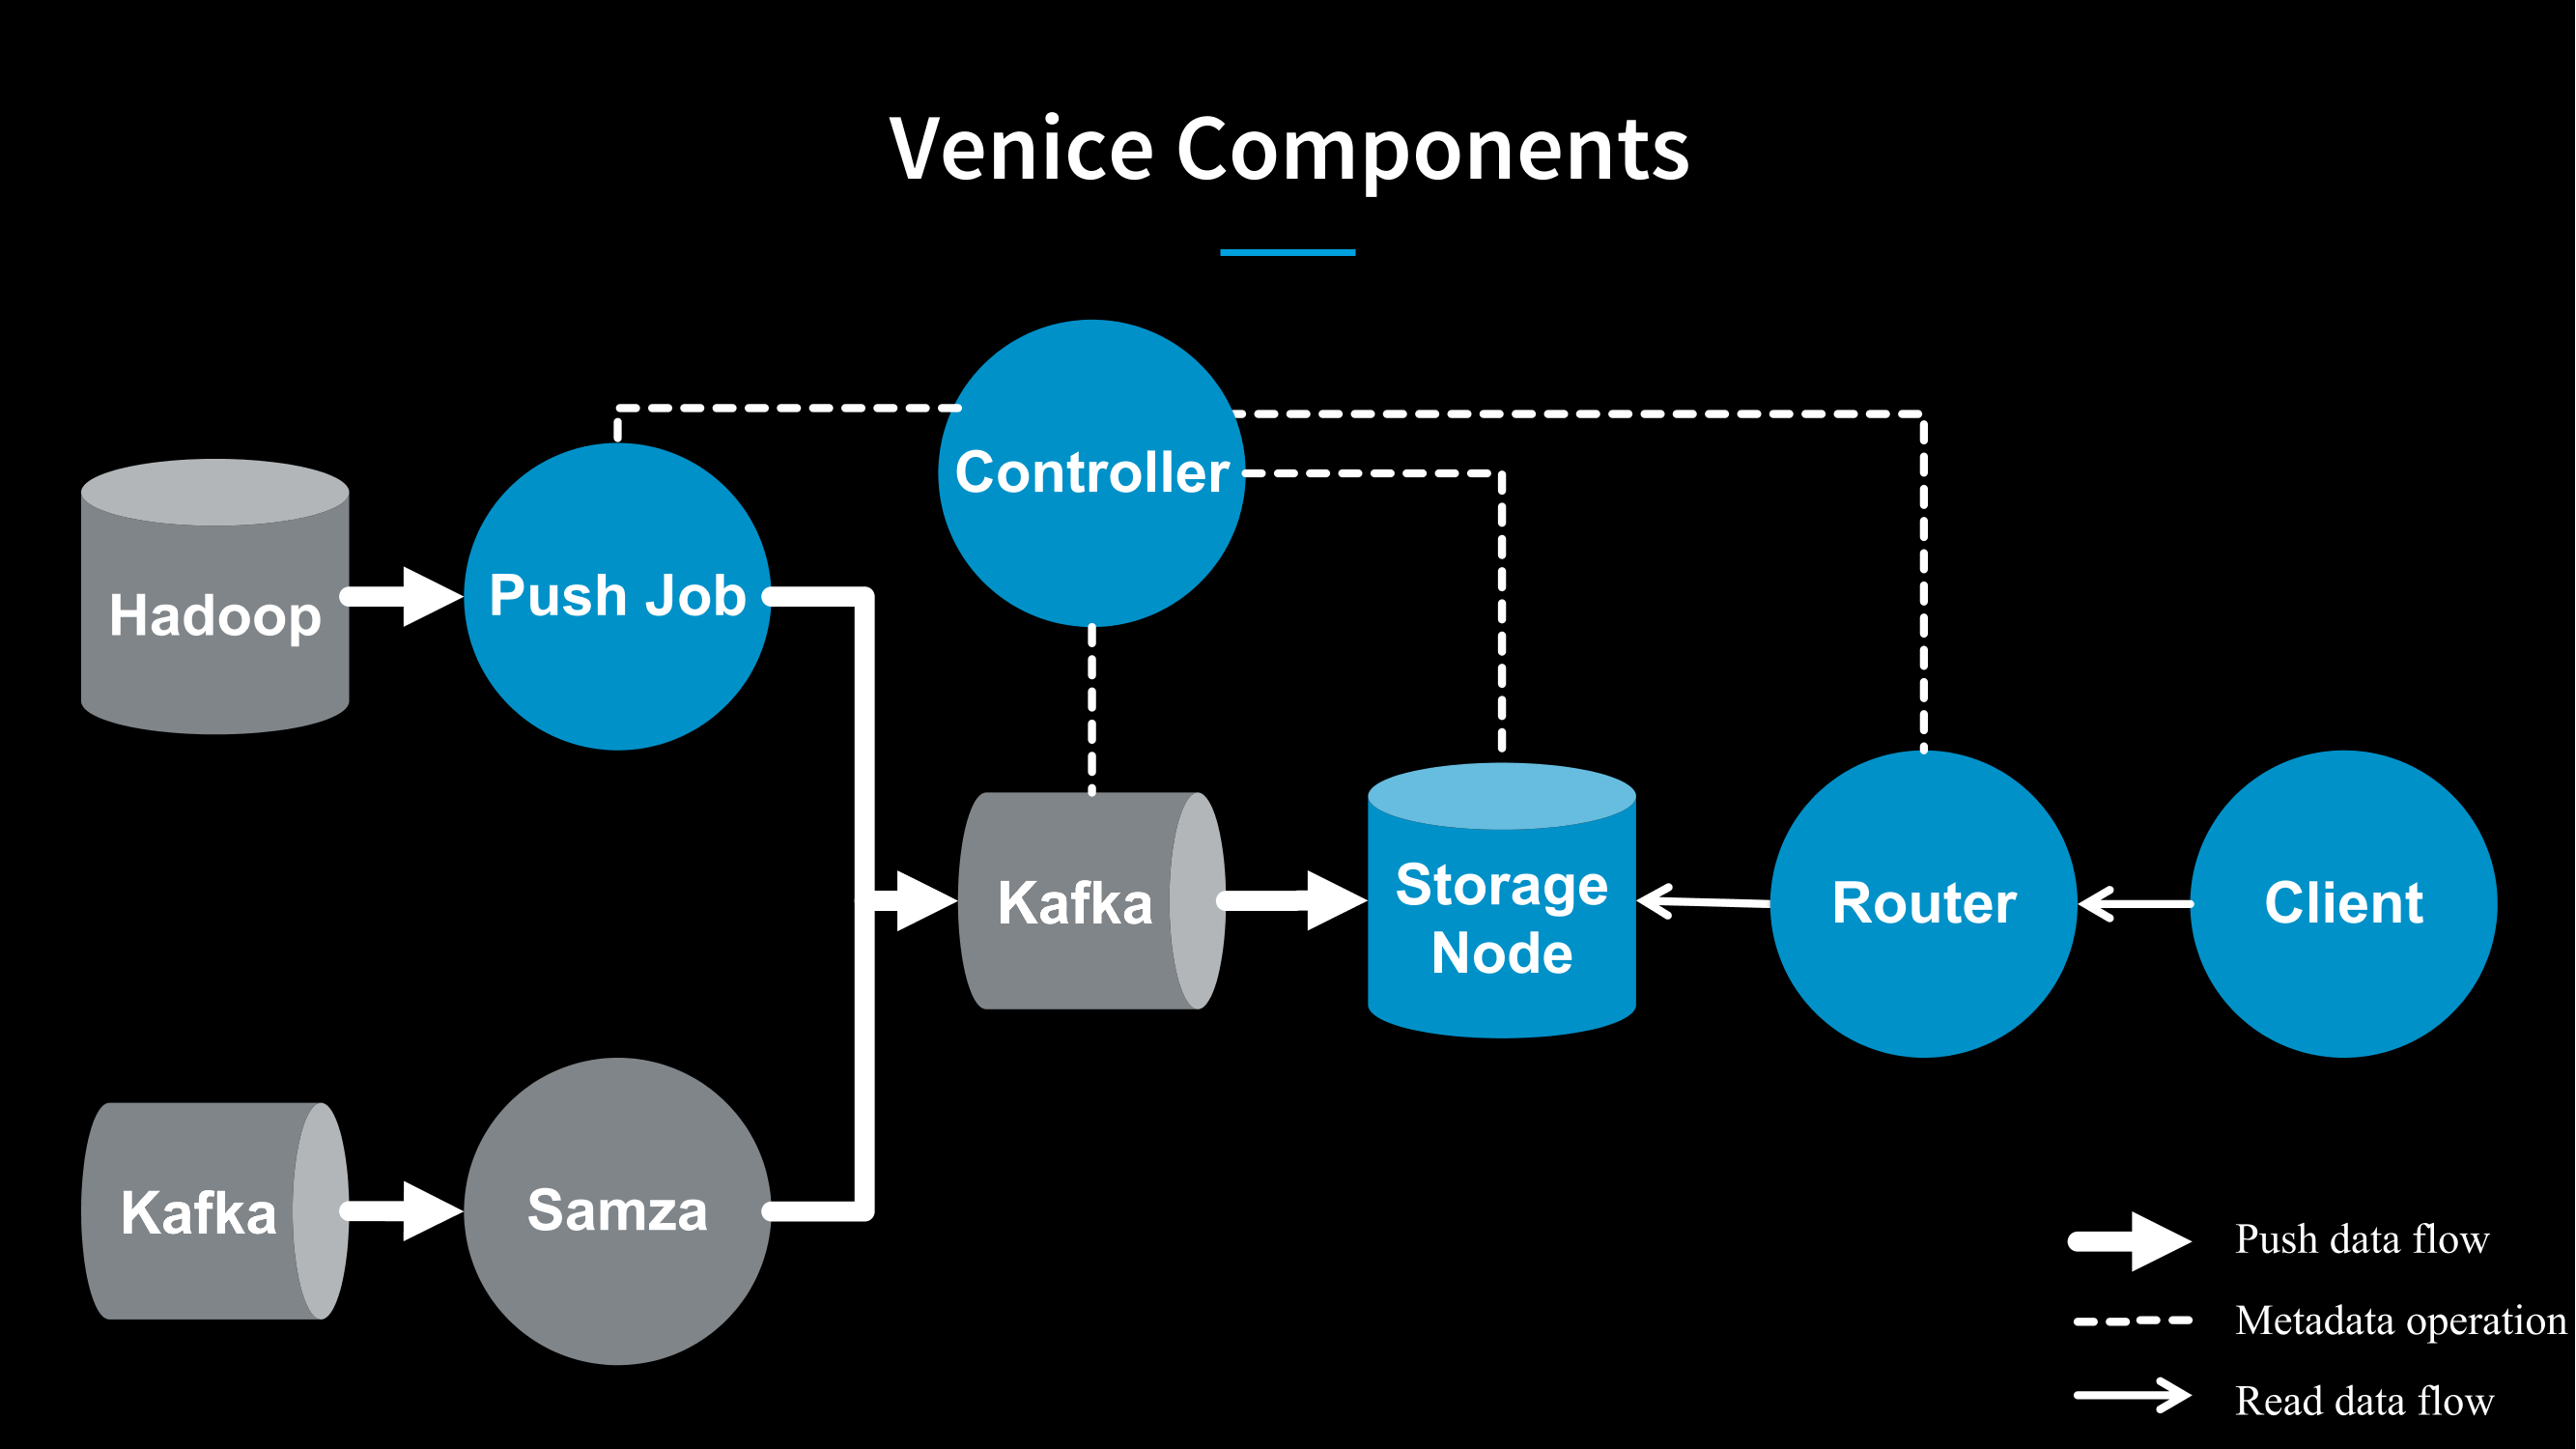 Venice Components
Controller
Hadoop
Push Job
Kafka
Storage
Node
Router
Client
Kafka
Samza
Push data flow
Metadata operation
Read data flow